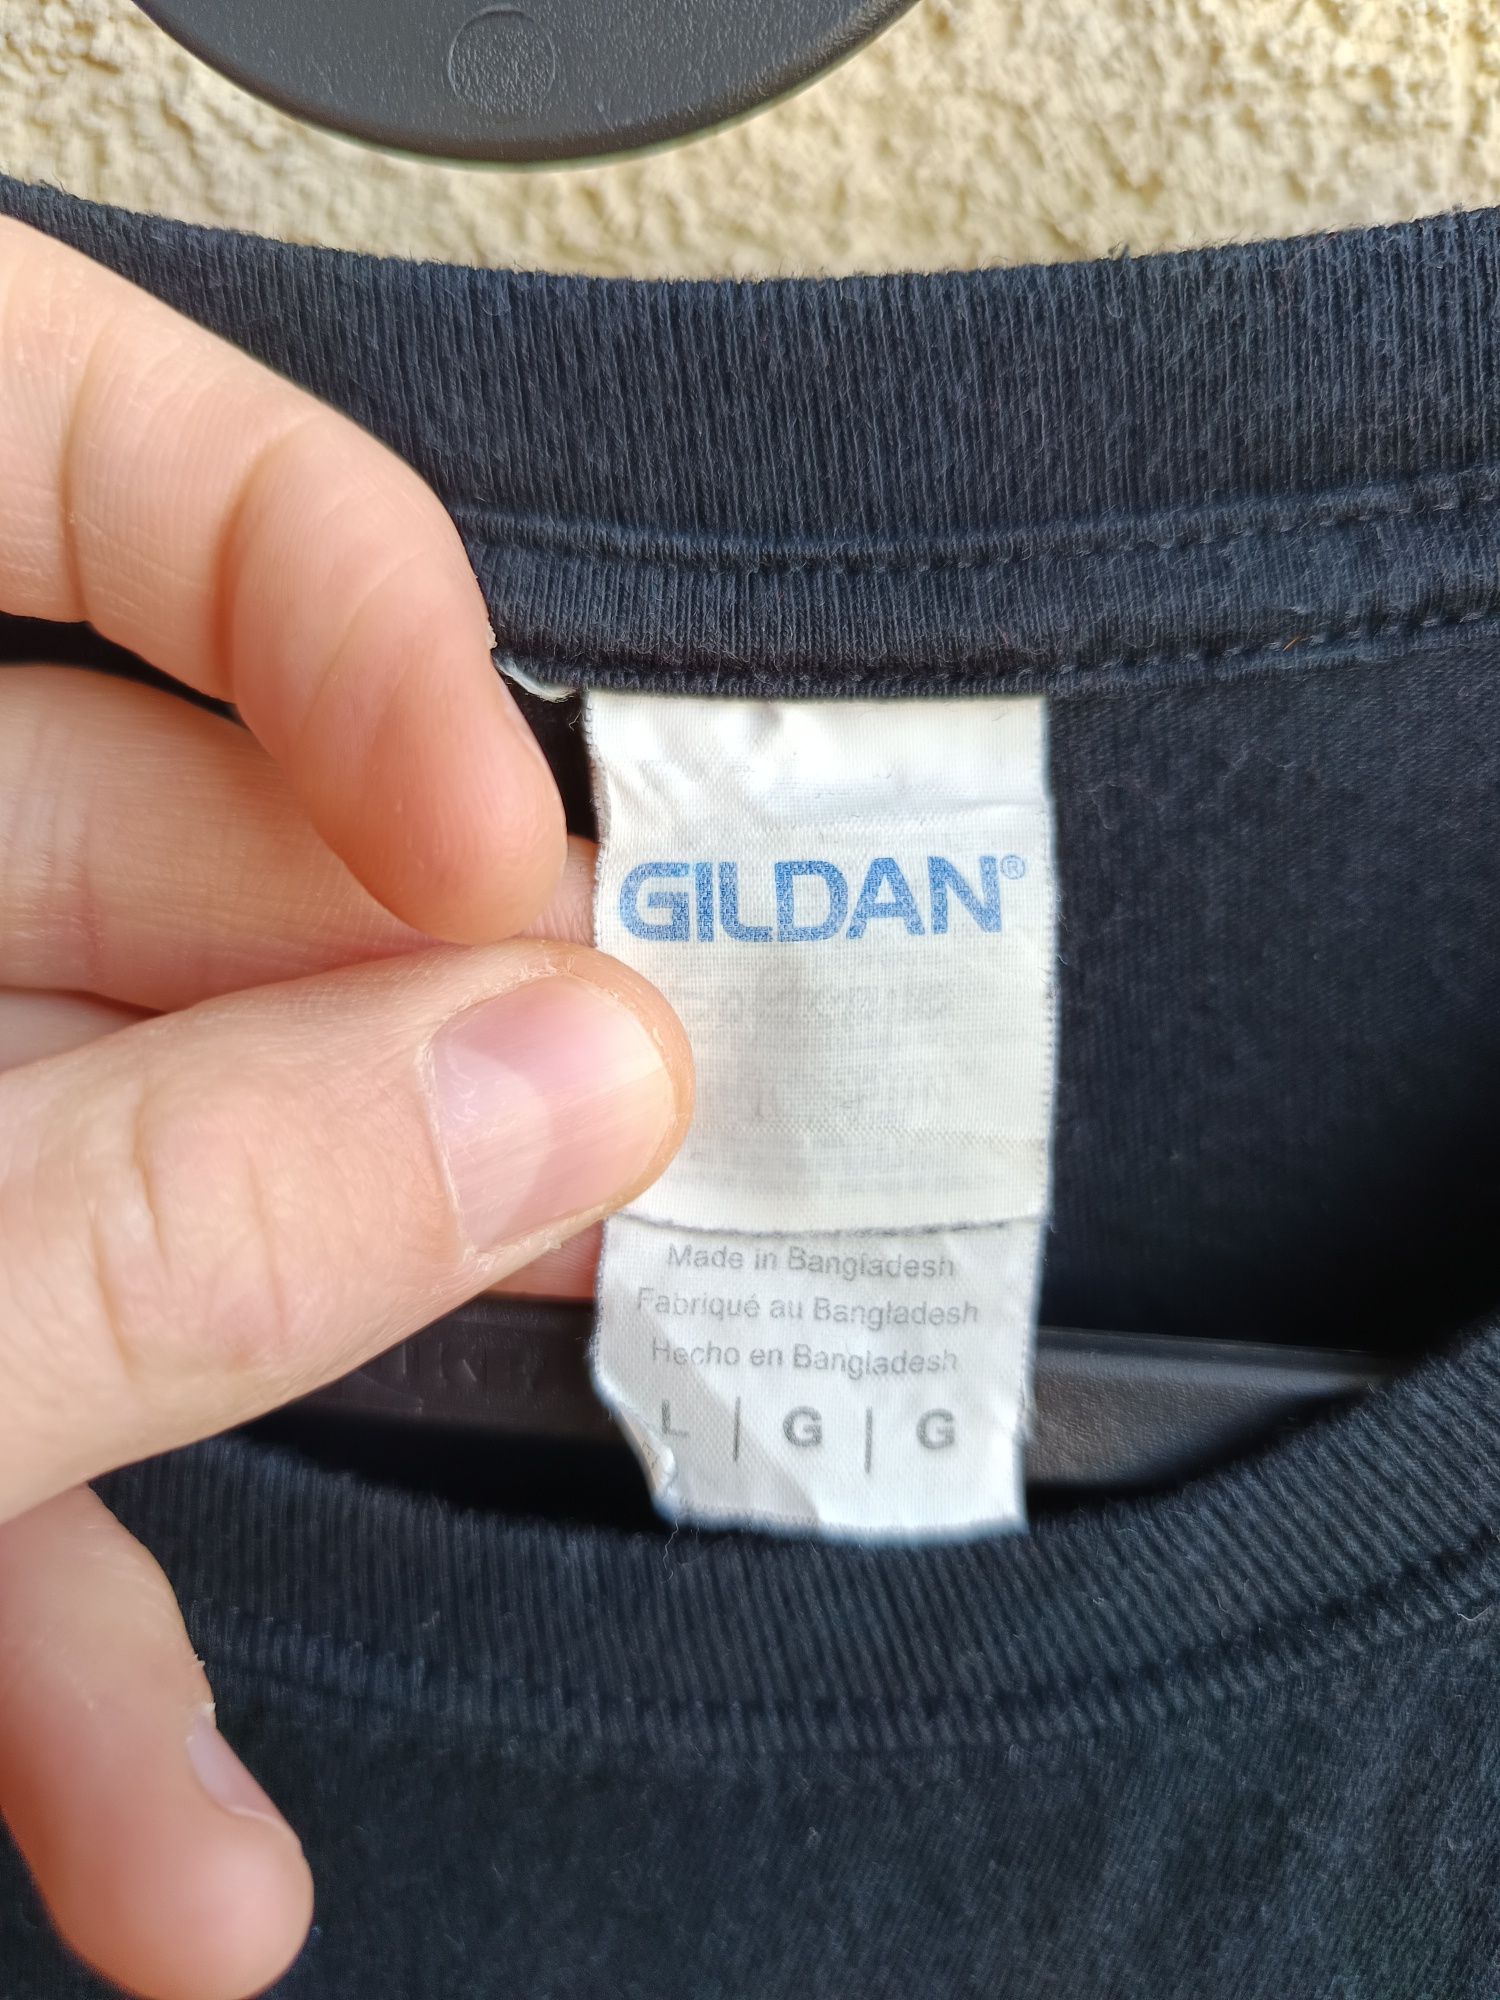 GILDAN®
Made in Bangladesh
Fabriqué au Bangladesh
Hecho en Bangladesh
L | G | G